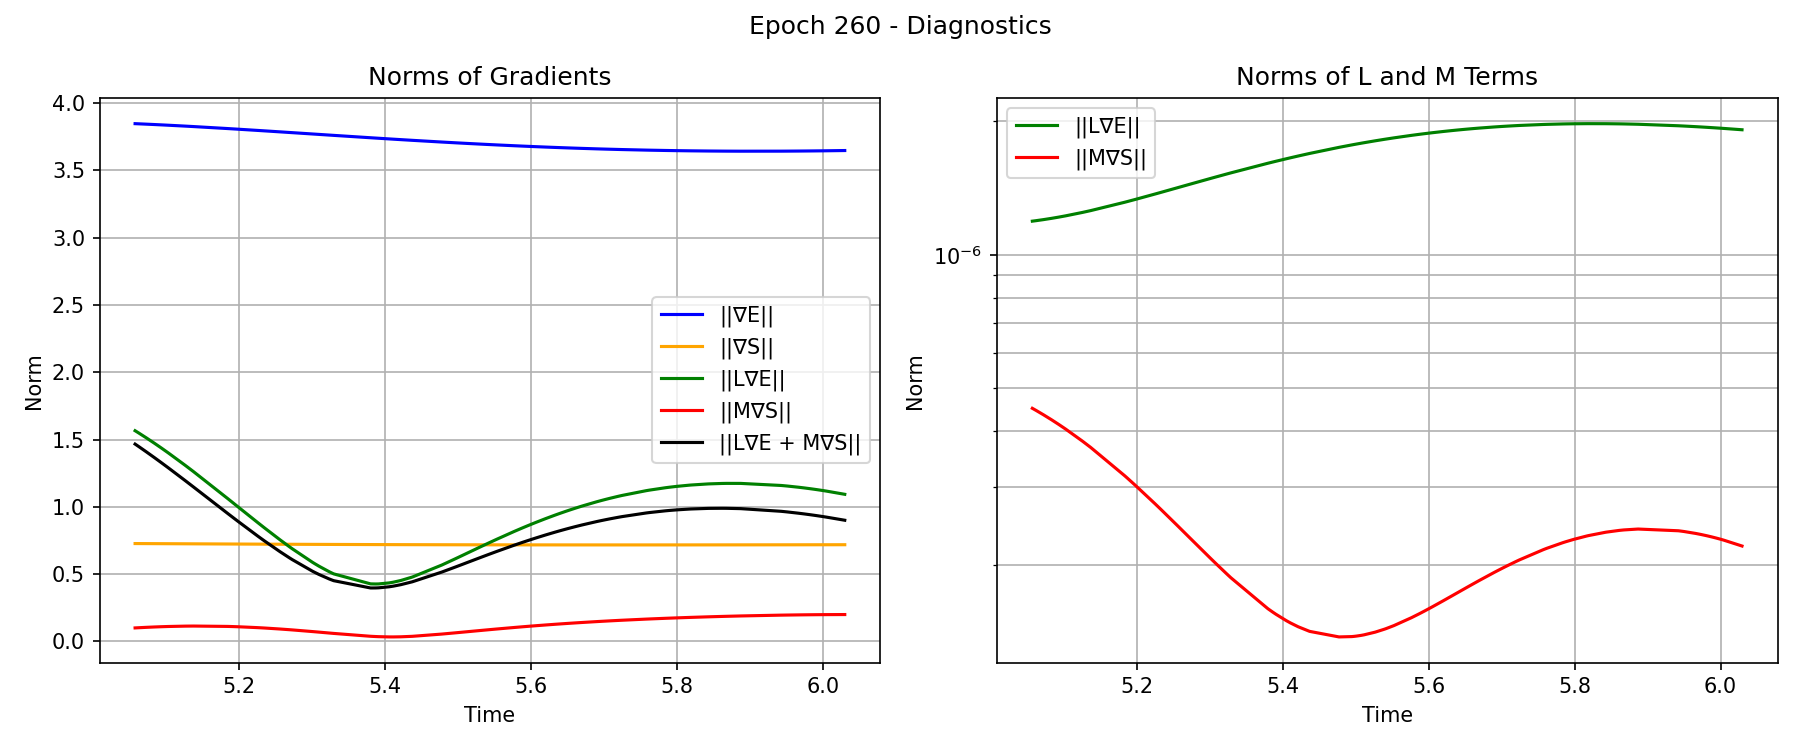 Epoch 260 - Diagnostics
Norms of Gradients
4.0
3.5
3.0
2.5
2.0
1.5
1.0
0.5
0.0
Norm
||∇E||
||∇S||
||L∇E||
||M∇S||
||L∇E + M∇S||
5.2
5.4
5.6
5.8
6.0
Time
Norms of L and M Terms
||L∇E||
||M∇S||
10⁻⁶
Norm
5.2
5.4
5.6
5.8
6.0
Time